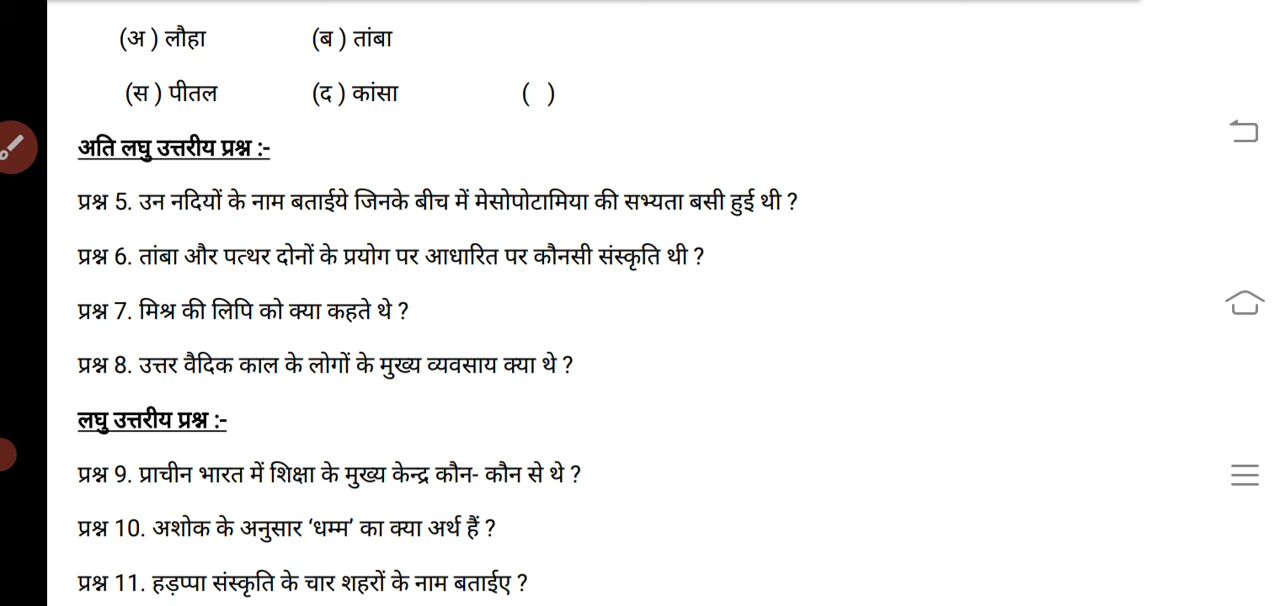 (अ ) लौहा (ब ) तांबा
(स ) पीतल (द ) कांसा ( )
अति लघु उत्तरीय प्रश्न :-
प्रश्न 5. उन नदियों के नाम बताईये जिनके बीच में मेसोपोटामिया की सभ्यता बसी हुई थी ?
प्रश्न 6. तांबा और पत्थर दोनों के प्रयोग पर आधारित पर कौनसी संस्कृति थी ?
प्रश्न 7. मिश्र की लिपि को क्या कहते थे ?
प्रश्न 8. उत्तर वैदिक काल के लोगों के मुख्य व्यवसाय क्या थे ?
लघु उत्तरीय प्रश्न :-
प्रश्न 9. प्राचीन भारत में शिक्षा के मुख्य केन्द्र कौन- कौन से थे ?
प्रश्न 10. अशोक के अनुसार ‘धम्म’ का क्या अर्थ हैं ?
प्रश्न 11. हड़प्पा संस्कृति के चार शहरों के नाम बताईए ?